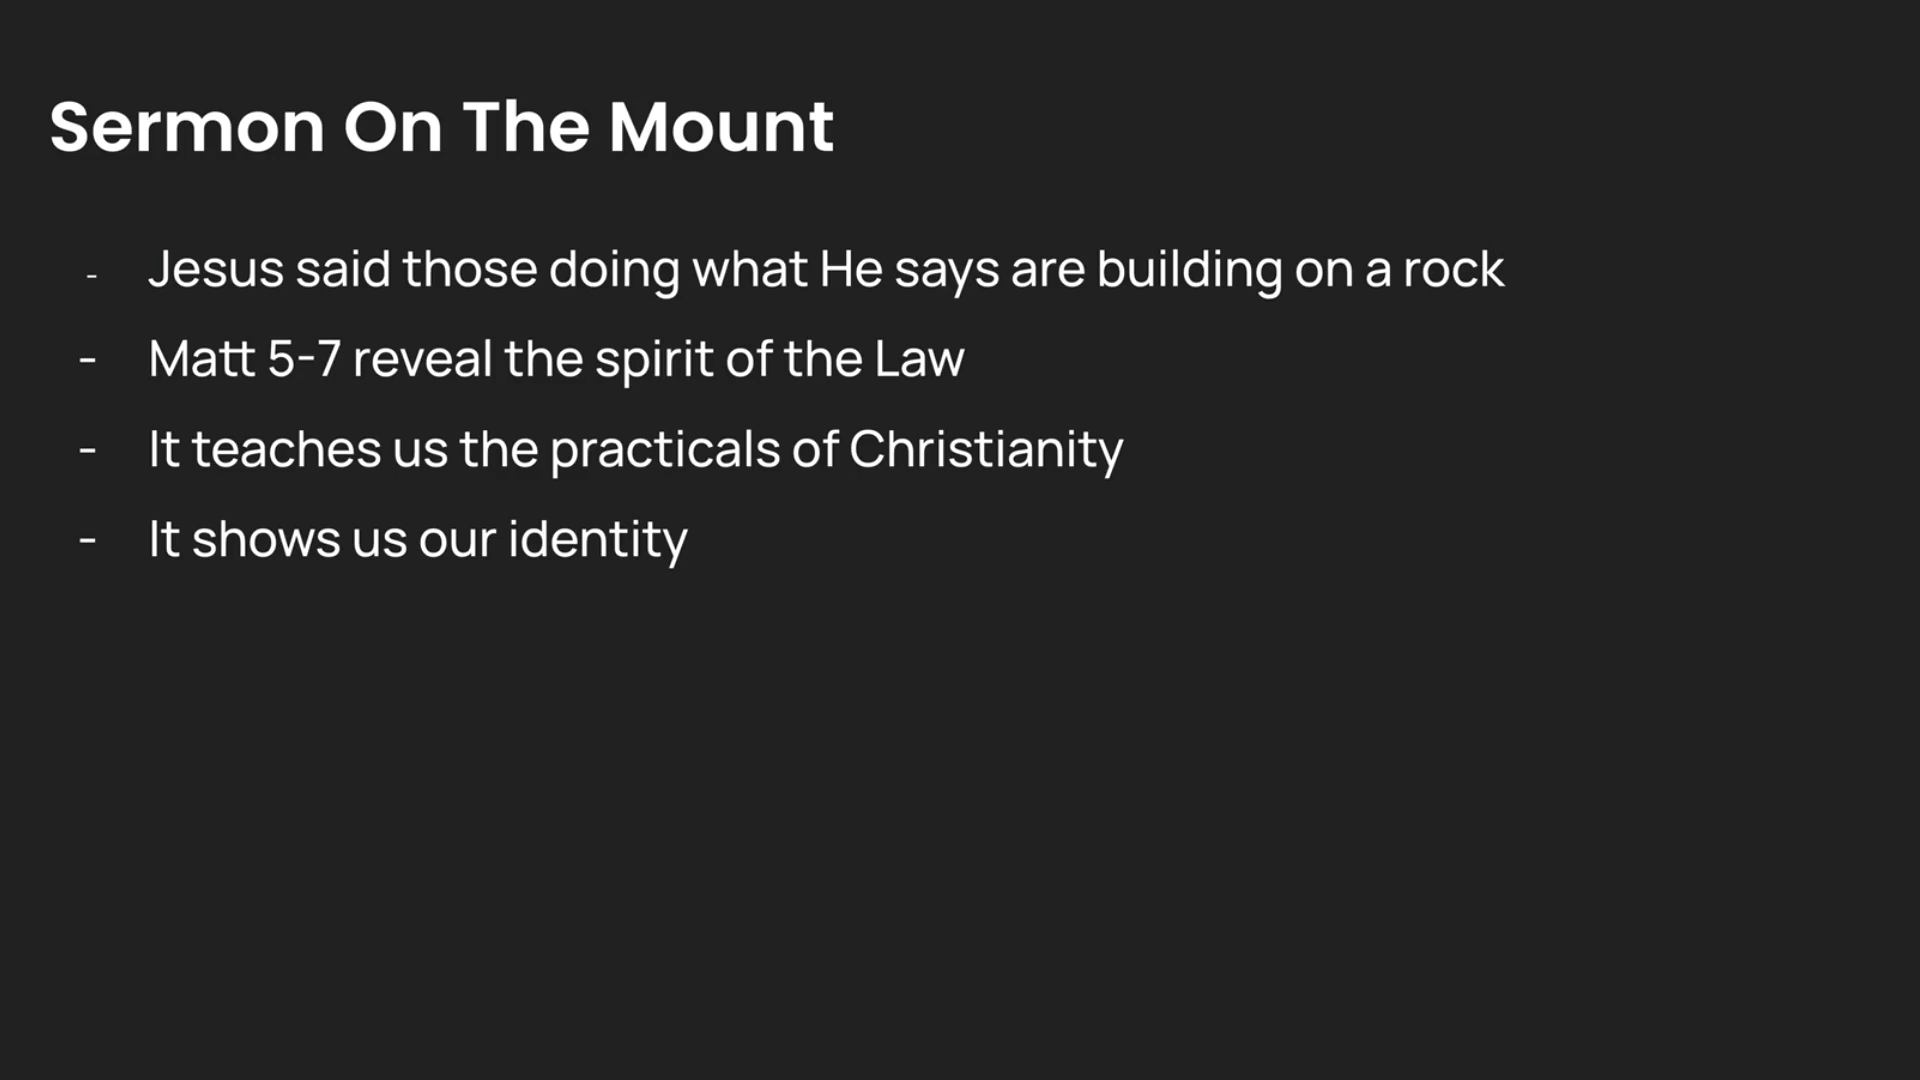 Sermon On The Mount
- Jesus said those doing what He says are building on a rock
- Matt 5-7 reveal the spirit of the Law
- It teaches us the practicals of Christianity
- It shows us our identity